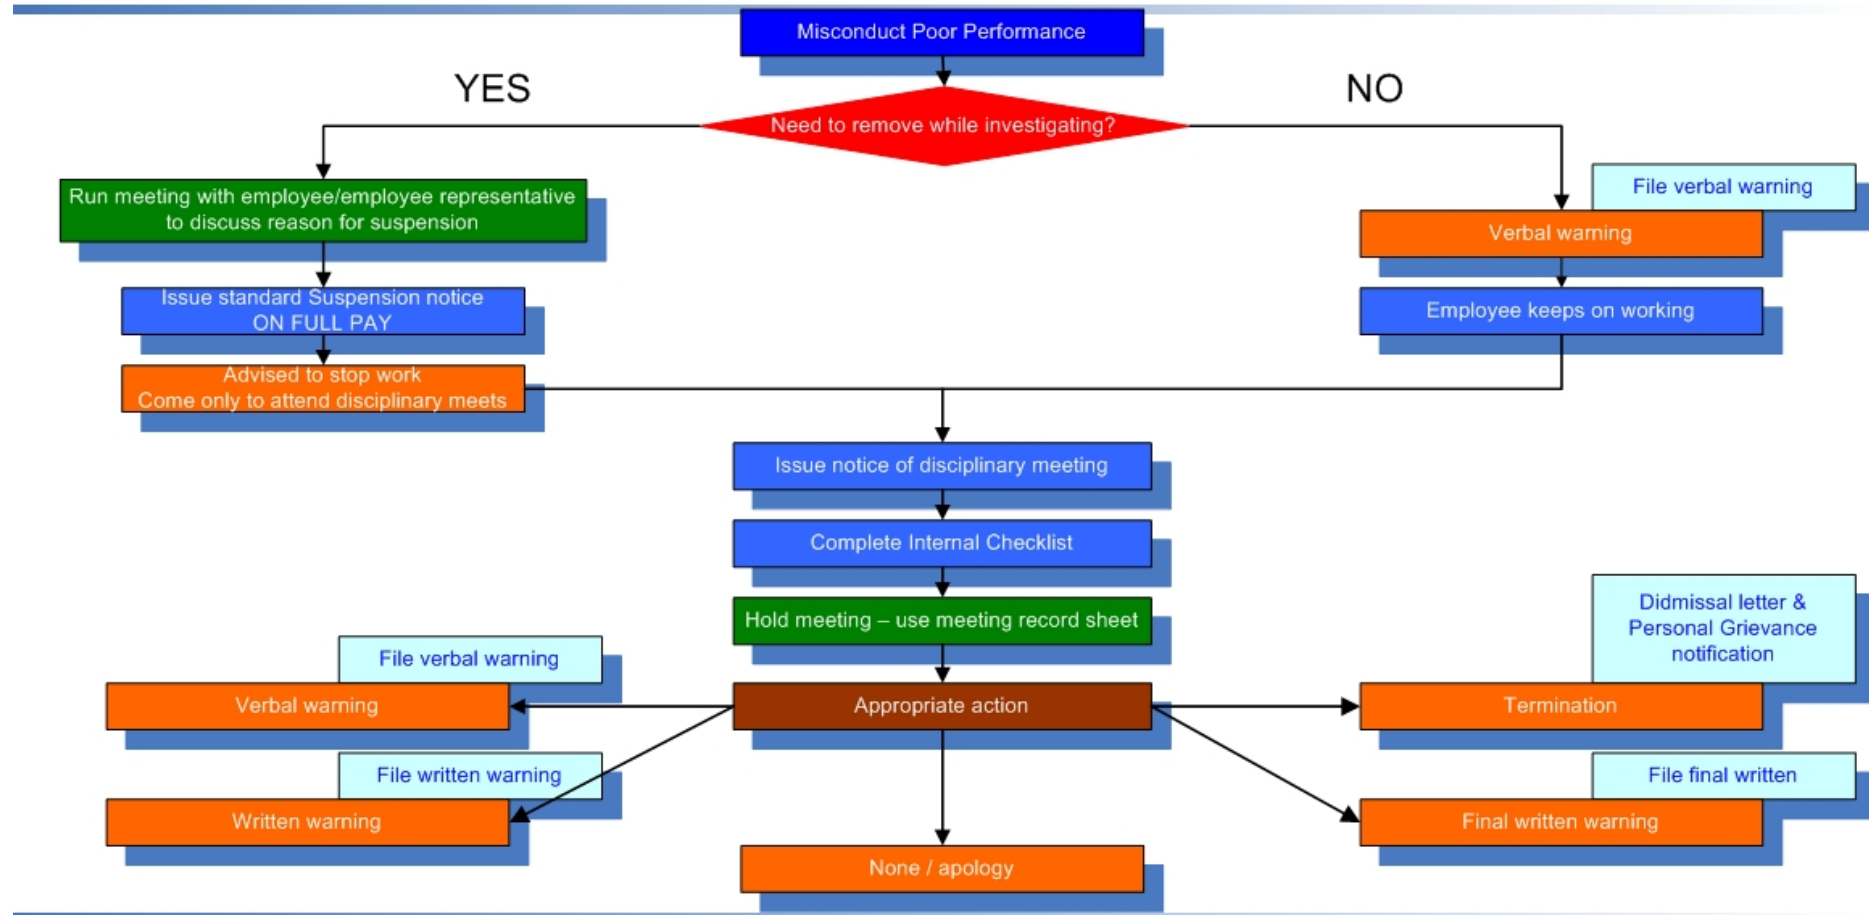 Misconduct Poor Performance
YES
NO
Need to remove while investigating?
Run meeting with employee/employee representative
to discuss reason for suspension
File verbal warning
Verbal warning
Issue standard Suspension notice
ON FULL PAY
Employee keeps on working
Advised to stop work
Come only to attend disciplinary meets
Issue notice of disciplinary meeting
Complete Internal Checklist
Hold meeting – use meeting record sheet
Didmissal letter &
Personal Grievance
notification
File verbal warning
Verbal warning
Appropriate action
Termination
File written warning
Written warning
File final written
Final written warning
None / apology